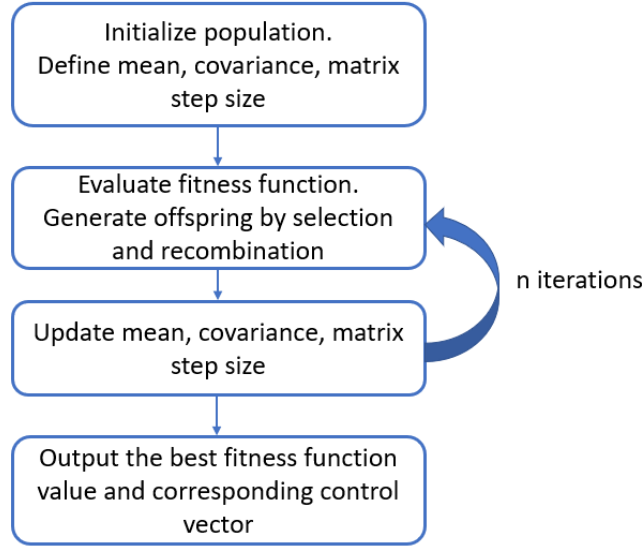 Initialize population.
Define mean, covariance, matrix
step size
Evaluate fitness function.
Generate offspring by selection
and recombination
n iterations
Update mean, covariance, matrix
step size
Output the best fitness function
value and corresponding control
vector